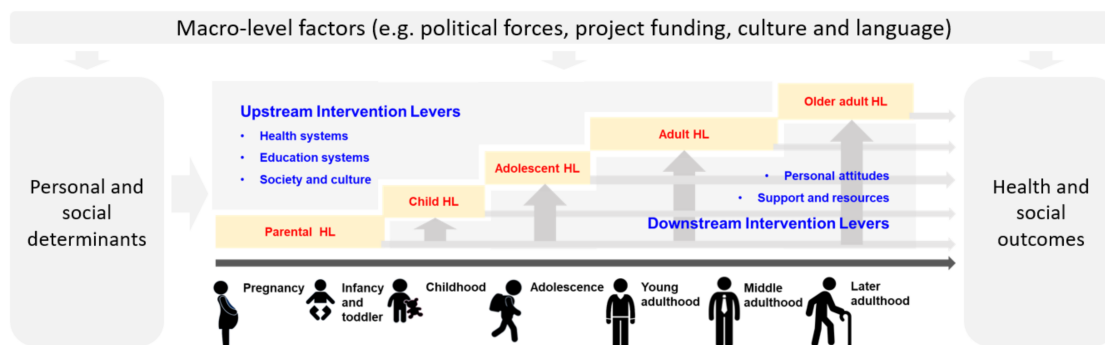 Macro-level factors (e.g. political forces, project funding, culture and language)
Personal and
social
determinants
Upstream Intervention Levers
• Health systems
• Education systems
• Society and culture
Older adult HL
Adult HL
Adolescent HL
Child HL
Parental HL
• Personal attitudes
• Support and resources
Downstream Intervention Levers
Health and
social
outcomes
Pregnancy
Infancy
and
toddler
Childhood
Adolescence
Young
adulthood
Middle
adulthood
Later
adulthood